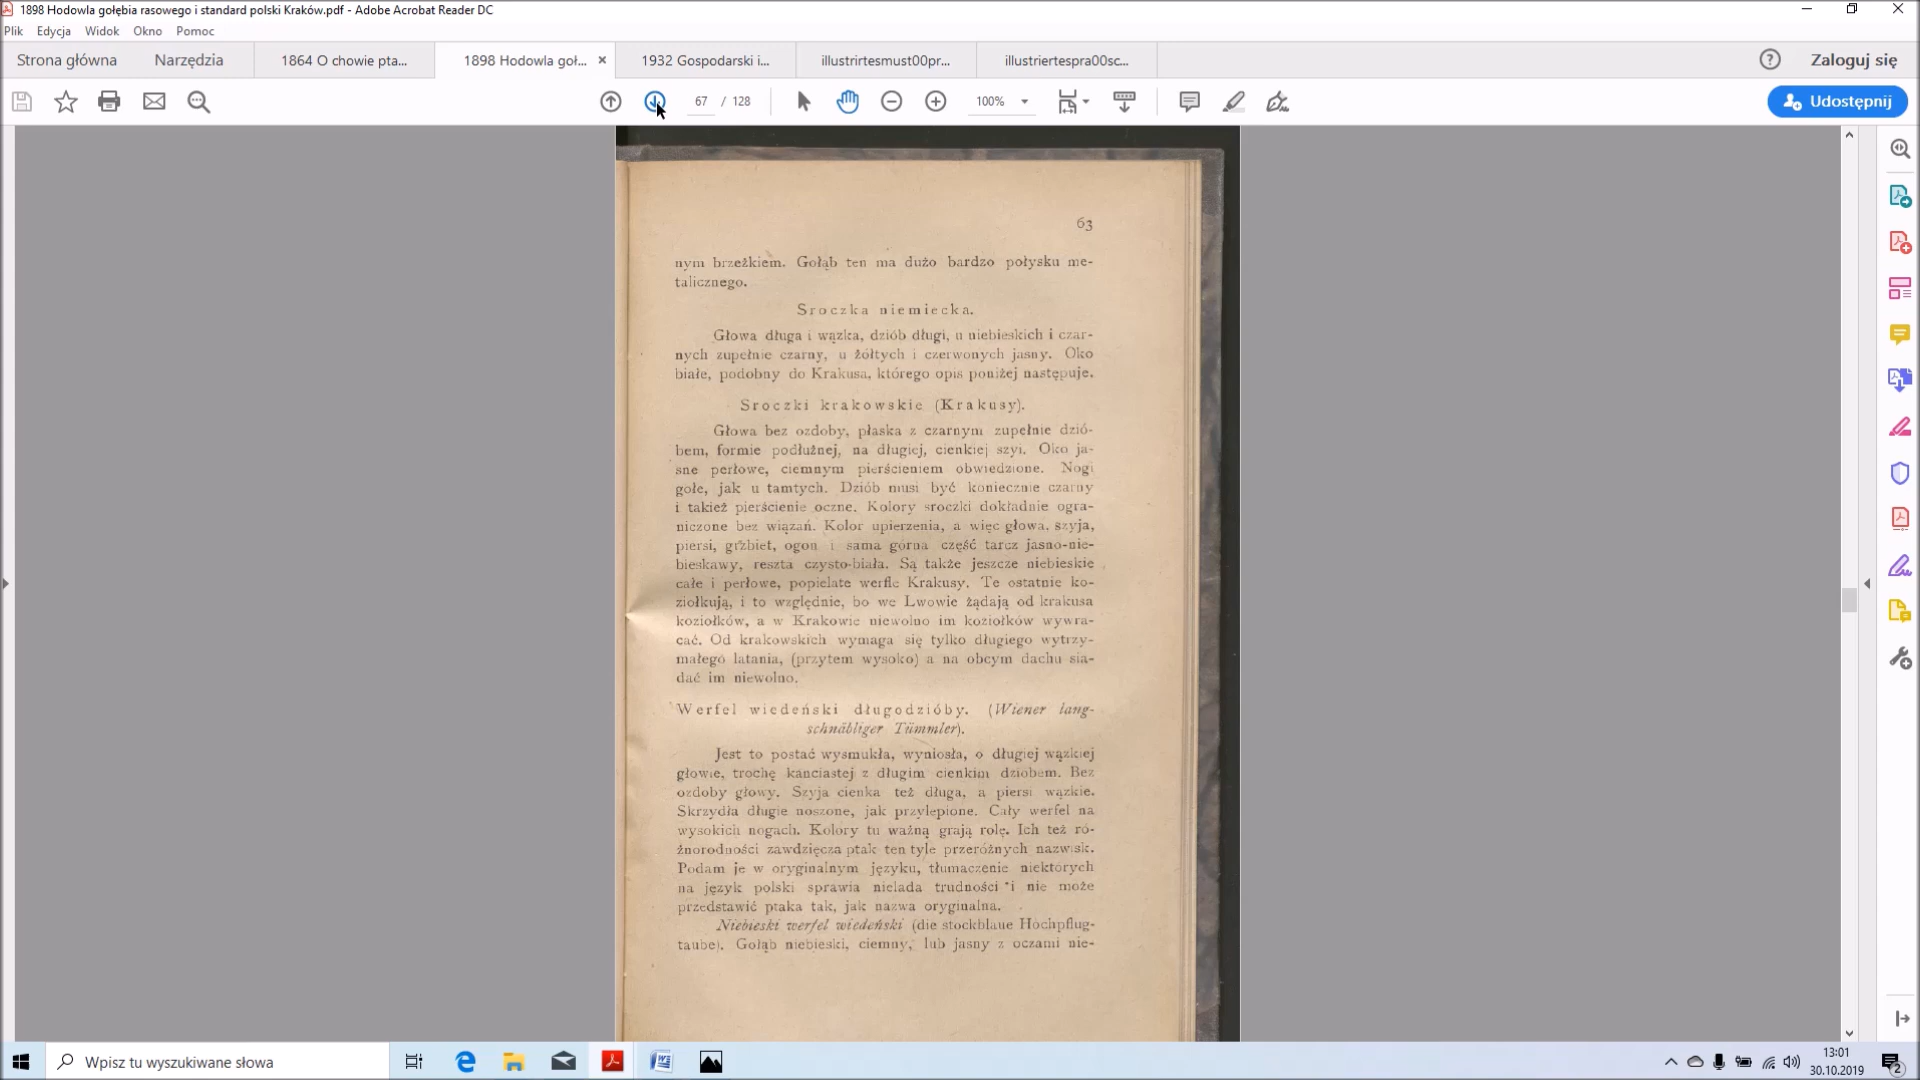 1898 Hodowla gołębia rasowego i standard polski Kraków.pdf - Adobe Acrobat Reader DC
Plik Edycja Widok Okno Pomoc
Strona główna Narzędzia 1864 O chowie pta... 1898 Hodowla goł... × 1932 Gospodarski i... illustrirtesmust00pr... illustriertespra00sc... Zaloguj się
67 / 128 100% Udostępnij
63
nym brzeżkiem. Gołąb ten ma dużo bardzo połysku me-
talicznego.
Sroczka niemiecka.
Głowa długa i wązka, dziób długi, u niebieskich i czar-
nych zupełnie czarny, u żółtych i czerwonych jasny. Oko
białe, podobny do Krakusa, którego opis poniżej następuje.
Sroczki krakowskie (Krakusy).
Głowa bez ozdoby, płaska z czarnym zupełnie dzió-
bem, formie podłużnej, na długiej, cienkiej szyi. Oko ja-
sne perłowe, ciemnym pierścieniem obwiedzione. Nogi
gołe, jak u tamtych. Dziób musi być koniecznie czarny
i takież pierścienie oczne. Kolory sroczki dokładnie ogra-
niczone bez wiązań. Kolor upierzenia, a więc głowa, szyja,
piersi, grzbiet, ogon i sama górna część tarcz jasno-nie-
bieskawy, reszta czysto-biała. Są także jeszcze niebieskie
całe i perłowe, popielate werfle Krakusy. Te ostatnie ko-
ziołkują, i to względnie, bo we Lwowie żądają od krakusa
koziołków, a w Krakowie niewolno im koziołków wywra-
cać. Od krakowskich wymaga się tylko długiego wytrzy-
małego latania, (przytem wysoko) a na obcym dachu sia-
dać im niewolno.
Werfel wiedeński długodzióby. (Wiener lang-
schnäbliger Tümmler).
Jest to postać wysmukła, wyniosła, o długiej wązkiej
głowie, trochę kanciastej z długim cienkim dziobem. Bez
ozdoby głowy. Szyja cienka też długa, a piersi wązkie.
Skrzydła długie noszone, jak przylepione. Cały werfel na
wysokich nogach. Kolory tu ważną grają rolę. Ich też ró-
żnorodności zawdzięcza ptak ten tyle przeróżnych nazwisk.
Podam je w oryginalnym języku, tłumaczenie niektórych
na język polski sprawia nielada trudności i nie może
przedstawić ptaka tak, jak nazwa oryginalna.
Niebieski werfel wiedeński (die stockblaue Hochpflug-
taube). Gołąb niebieski, ciemny, lub jasny z oczami nie-
Wpisz tu wyszukiwane słowa
13:01
30.10.2019
2